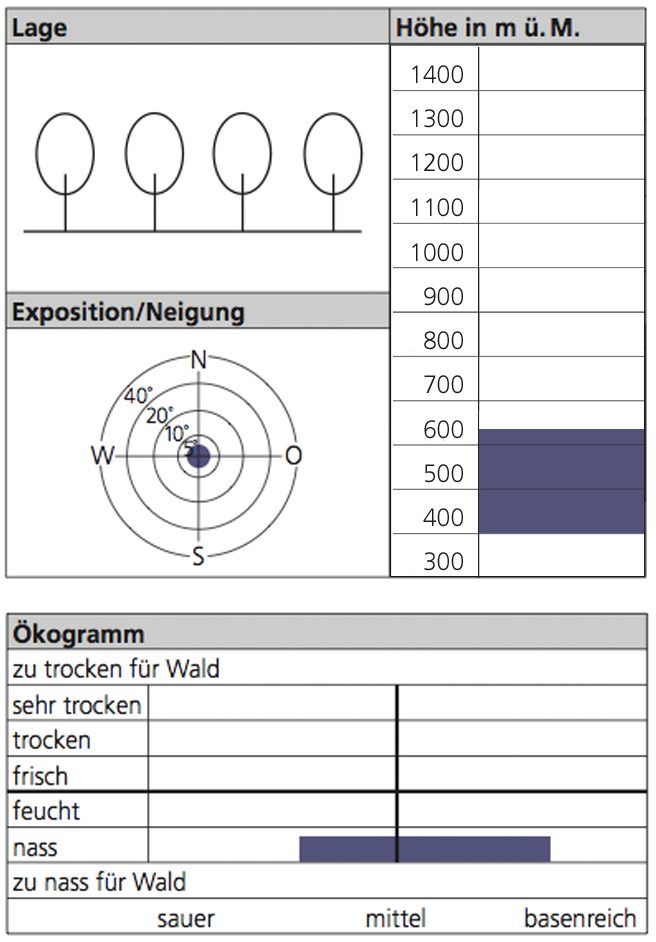 Lage
Höhe in m ü. M.
1400
1300
1200
1100
1000
900
800
700
600
500
400
300
Exposition/Neigung
N
40°
20°
10°
5°
W
O
S
Ökogramm
zu trocken für Wald
sehr trocken
trocken
frisch
feucht
nass
zu nass für Wald
sauer mittel basenreich